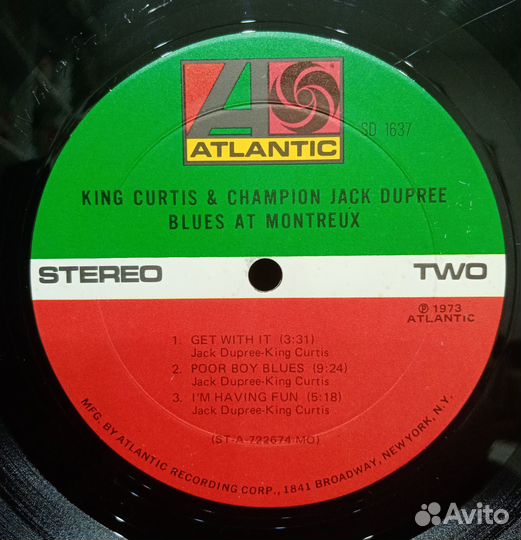 ATLANTIC
SD 1637
KING CURTIS & CHAMPION JACK DUPREE
BLUES AT MONTREUX
STEREO
TWO
℗ 1973
ATLANTIC
1. GET WITH IT (3:31)
Jack Dupree-King Curtis
2. POOR BOY BLUES (9:24)
Jack Dupree-King Curtis
3. I'M HAVING FUN (5:18)
Jack Dupree-King Curtis
(ST-A-722674-MO)
MFG. BY ATLANTIC RECORDING CORP., 1841 BROADWAY, NEW YORK, N.Y.
Avito